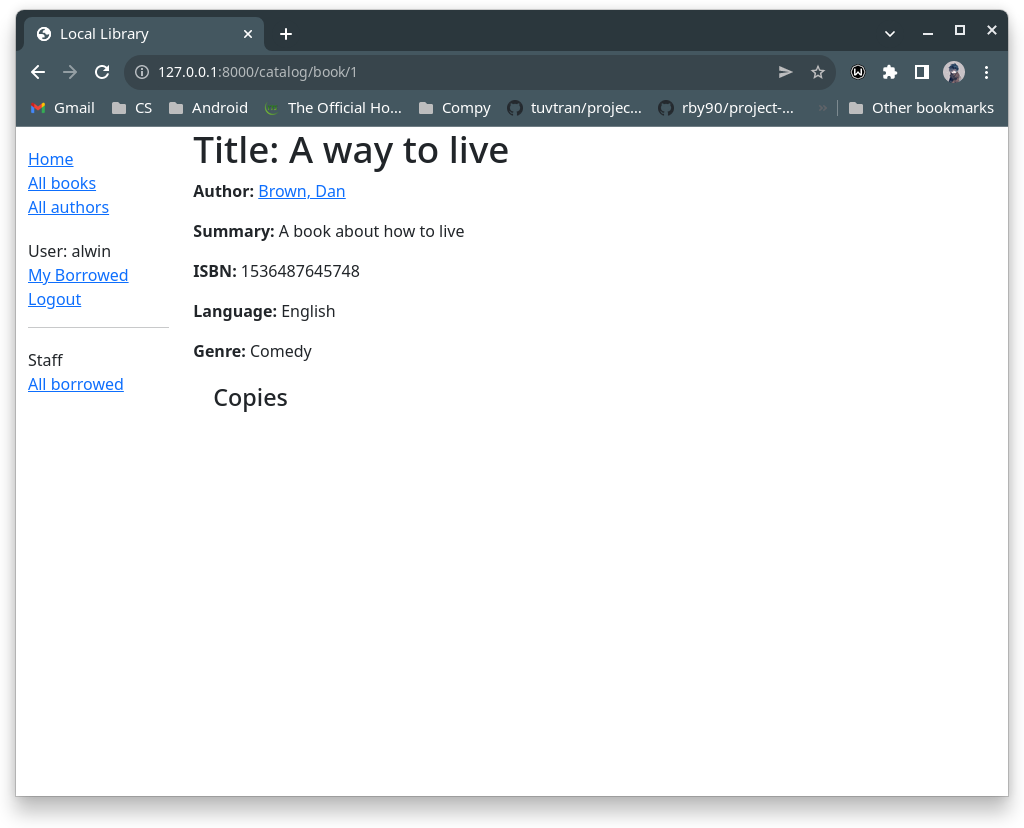 Local Library
127.0.0.1:8000/catalog/book/1
Gmail CS Android The Official Ho... Compy tuvtran/projec... rby90/project-... » Other bookmarks
Home
All books
All authors
User: alwin
My Borrowed
Logout
Staff
All borrowed
Title: A way to live
Author: Brown, Dan
Summary: A book about how to live
ISBN: 1536487645748
Language: English
Genre: Comedy
Copies